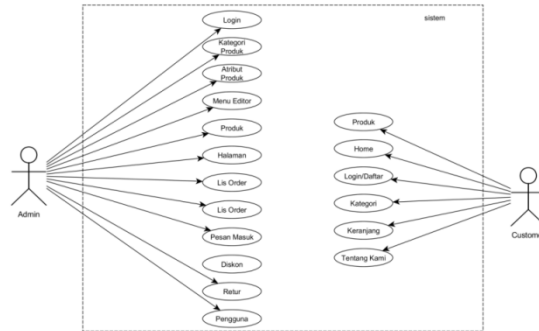 sistem
Login
Kategori
Produk
Atribut
Produk
Menu Editor
Produk
Halaman
Lis Order
Lis Order
Pesan Masuk
Diskon
Retur
Pengguna
Admin
Produk
Home
Login/Daftar
Kategori
Keranjang
Tentang Kami
Custome